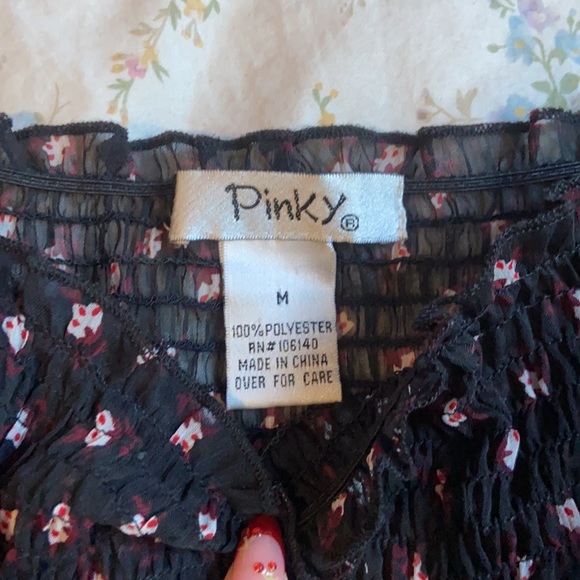 Pinky®
M
100% POLYESTER
RN# 106140
MADE IN CHINA
OVER FOR CARE